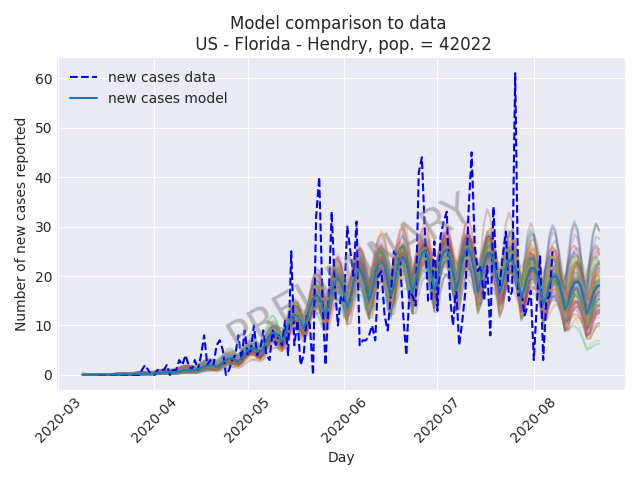 Model comparison to data
US - Florida - Hendry, pop. = 42022
new cases data
new cases model
PRELIMINARY
Number of new cases reported
60
50
40
30
20
10
0
2020-03
2020-04
2020-05
2020-06
2020-07
2020-08
Day